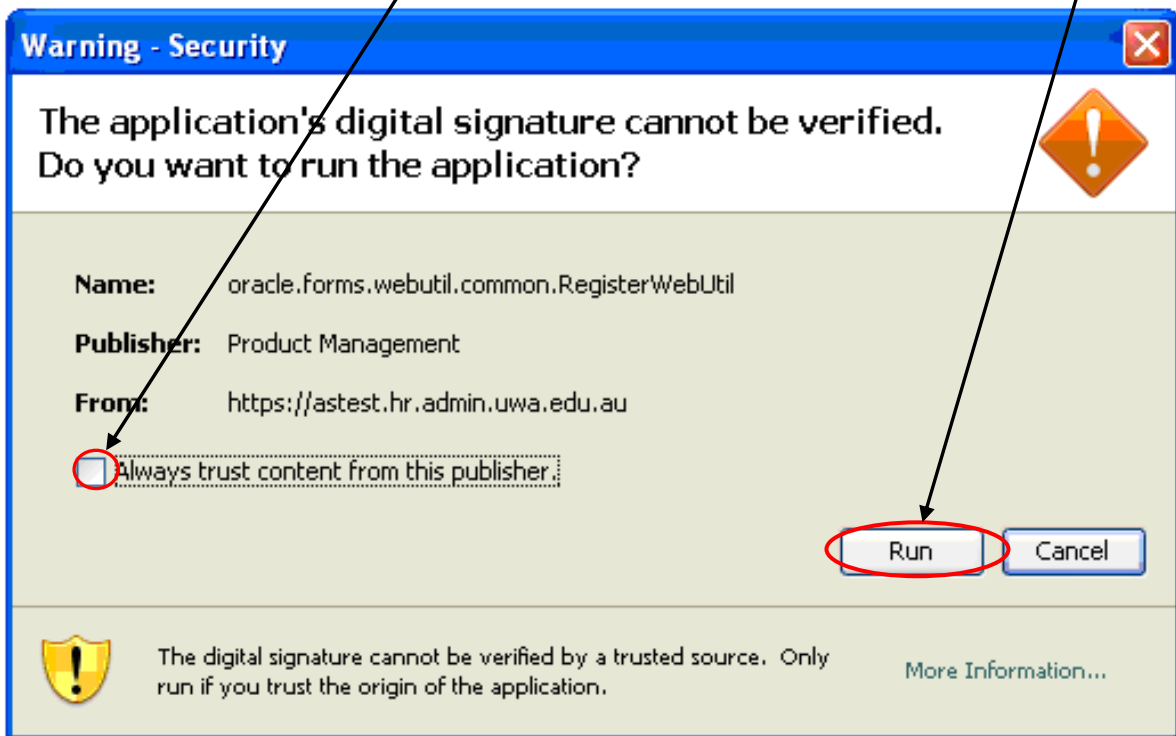 Warning - Security
The application's digital signature cannot be verified.
Do you want to run the application?
Name: oracle.forms.webutil.common.RegisterWebUtil
Publisher: Product Management
From: https://astest.hr.admin.uwa.edu.au
Always trust content from this publisher.
Run Cancel
The digital signature cannot be verified by a trusted source. Only
run if you trust the origin of the application.
More Information...